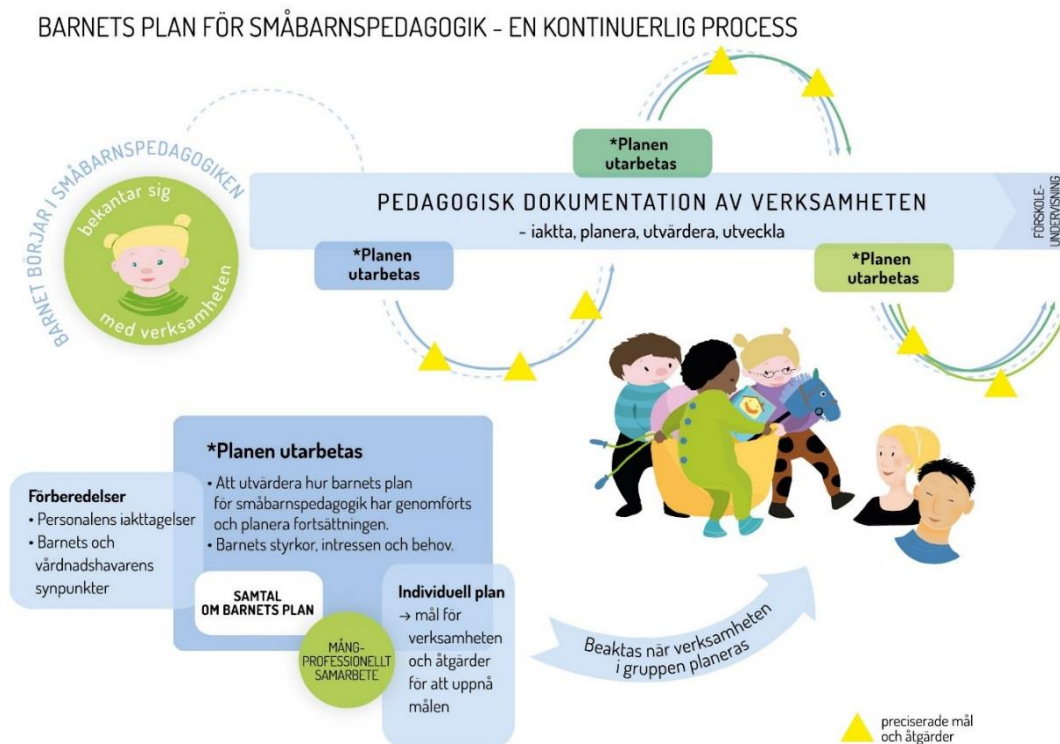 BARNETS PLAN FÖR SMÅBARNSPEDAGOGIK - EN KONTINUERLIG PROCESS
BARNET BÖRJAR I SMÅBARNSPEDAGOGIKEN
bekantar sig
med verksamheten
*Planen
utarbetas
PEDAGOGISK DOKUMENTATION AV VERKSAMHETEN
- iaktta, planera, utvärdera, utveckla
FÖRSKOLE-
UNDERVISNING
*Planen
utarbetas
*Planen
utarbetas
*Planen utarbetas
• Att utvärdera hur barnets plan
för småbarnspedagogik har genomförts
och planera fortsättningen.
• Barnets styrkor, intressen och behov.
Förberedelser
• Personalens iakttagelser
• Barnets och
vårdnadshavarens
synpunkter
SAMTAL
OM BARNETS PLAN
MÅNG-
PROFESSIONELLT
SAMARBETE
Individuell plan
→ mål för
verksamheten
och åtgärder
för att uppnå
målen
Beaktas när verksamheten
i gruppen planeras
preciserade mål
och åtgärder